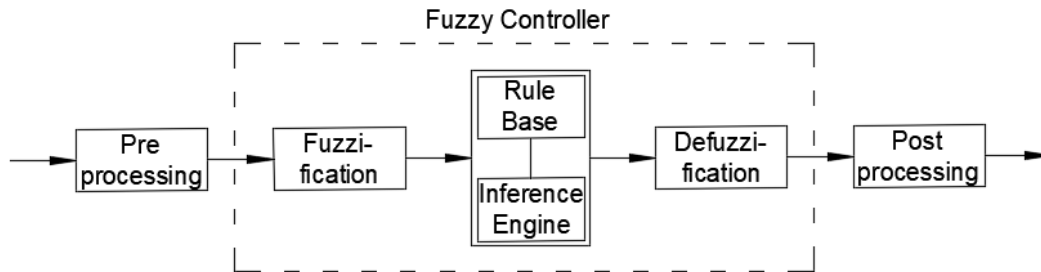 Fuzzy Controller
Pre
processing
Fuzzi-
fication
Rule
Base
Inference
Engine
Defuzzi-
fication
Post
processing